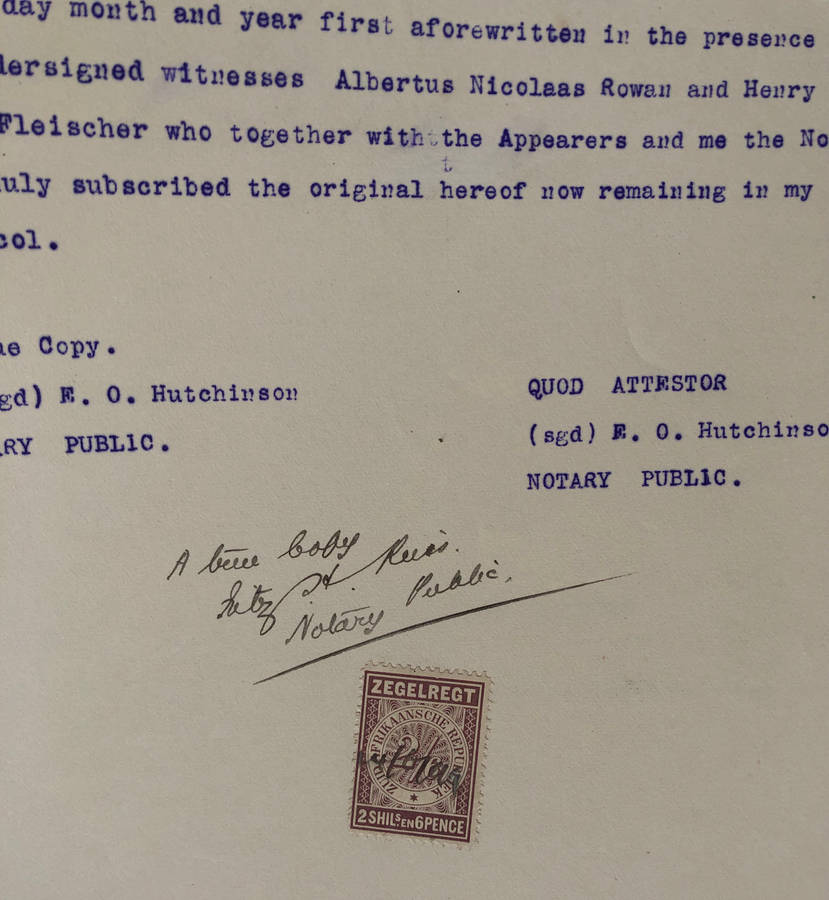 day month and year first aforewritten in the presence
dersigned witnesses Albertus Nicolaas Rowan and Henry
Fleischer who together with the Appearers and me the No
uly subscribed the original hereof now remaining in my
col.
ue Copy.
gd) E. O. Hutchinson
ARY PUBLIC.
QUOD ATTESTOR
(sgd) E. O. Hutchinso
NOTARY PUBLIC.
A true Copy
Notary Public.
ZEGELREGT
ZUID AFRIKAANSCHE REPUBLIEK
2 SHILS. EN 6 PENCE